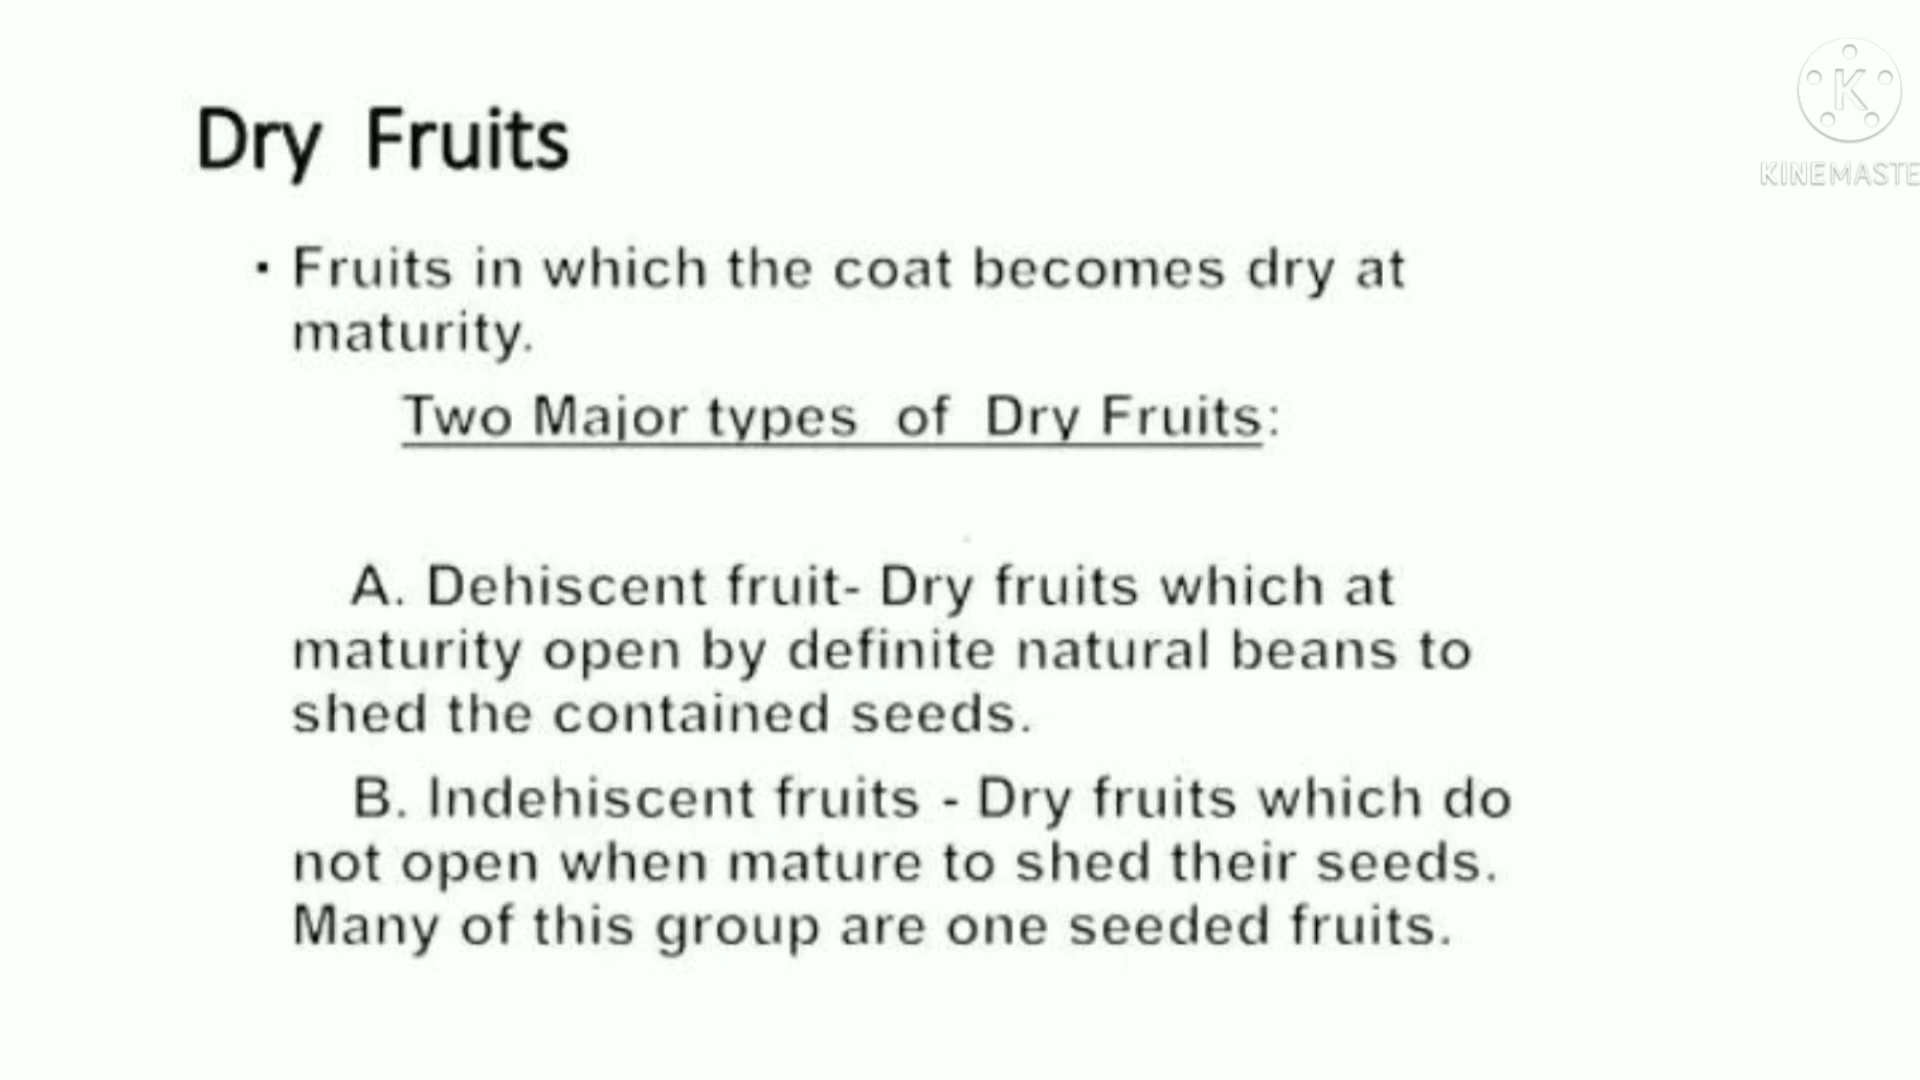 Dry Fruits
K
KINEMASTE
• Fruits in which the coat becomes dry at
maturity.
Two Major types of Dry Fruits:
A. Dehiscent fruit- Dry fruits which at
maturity open by definite natural beans to
shed the contained seeds.
B. Indehiscent fruits - Dry fruits which do
not open when mature to shed their seeds.
Many of this group are one seeded fruits.